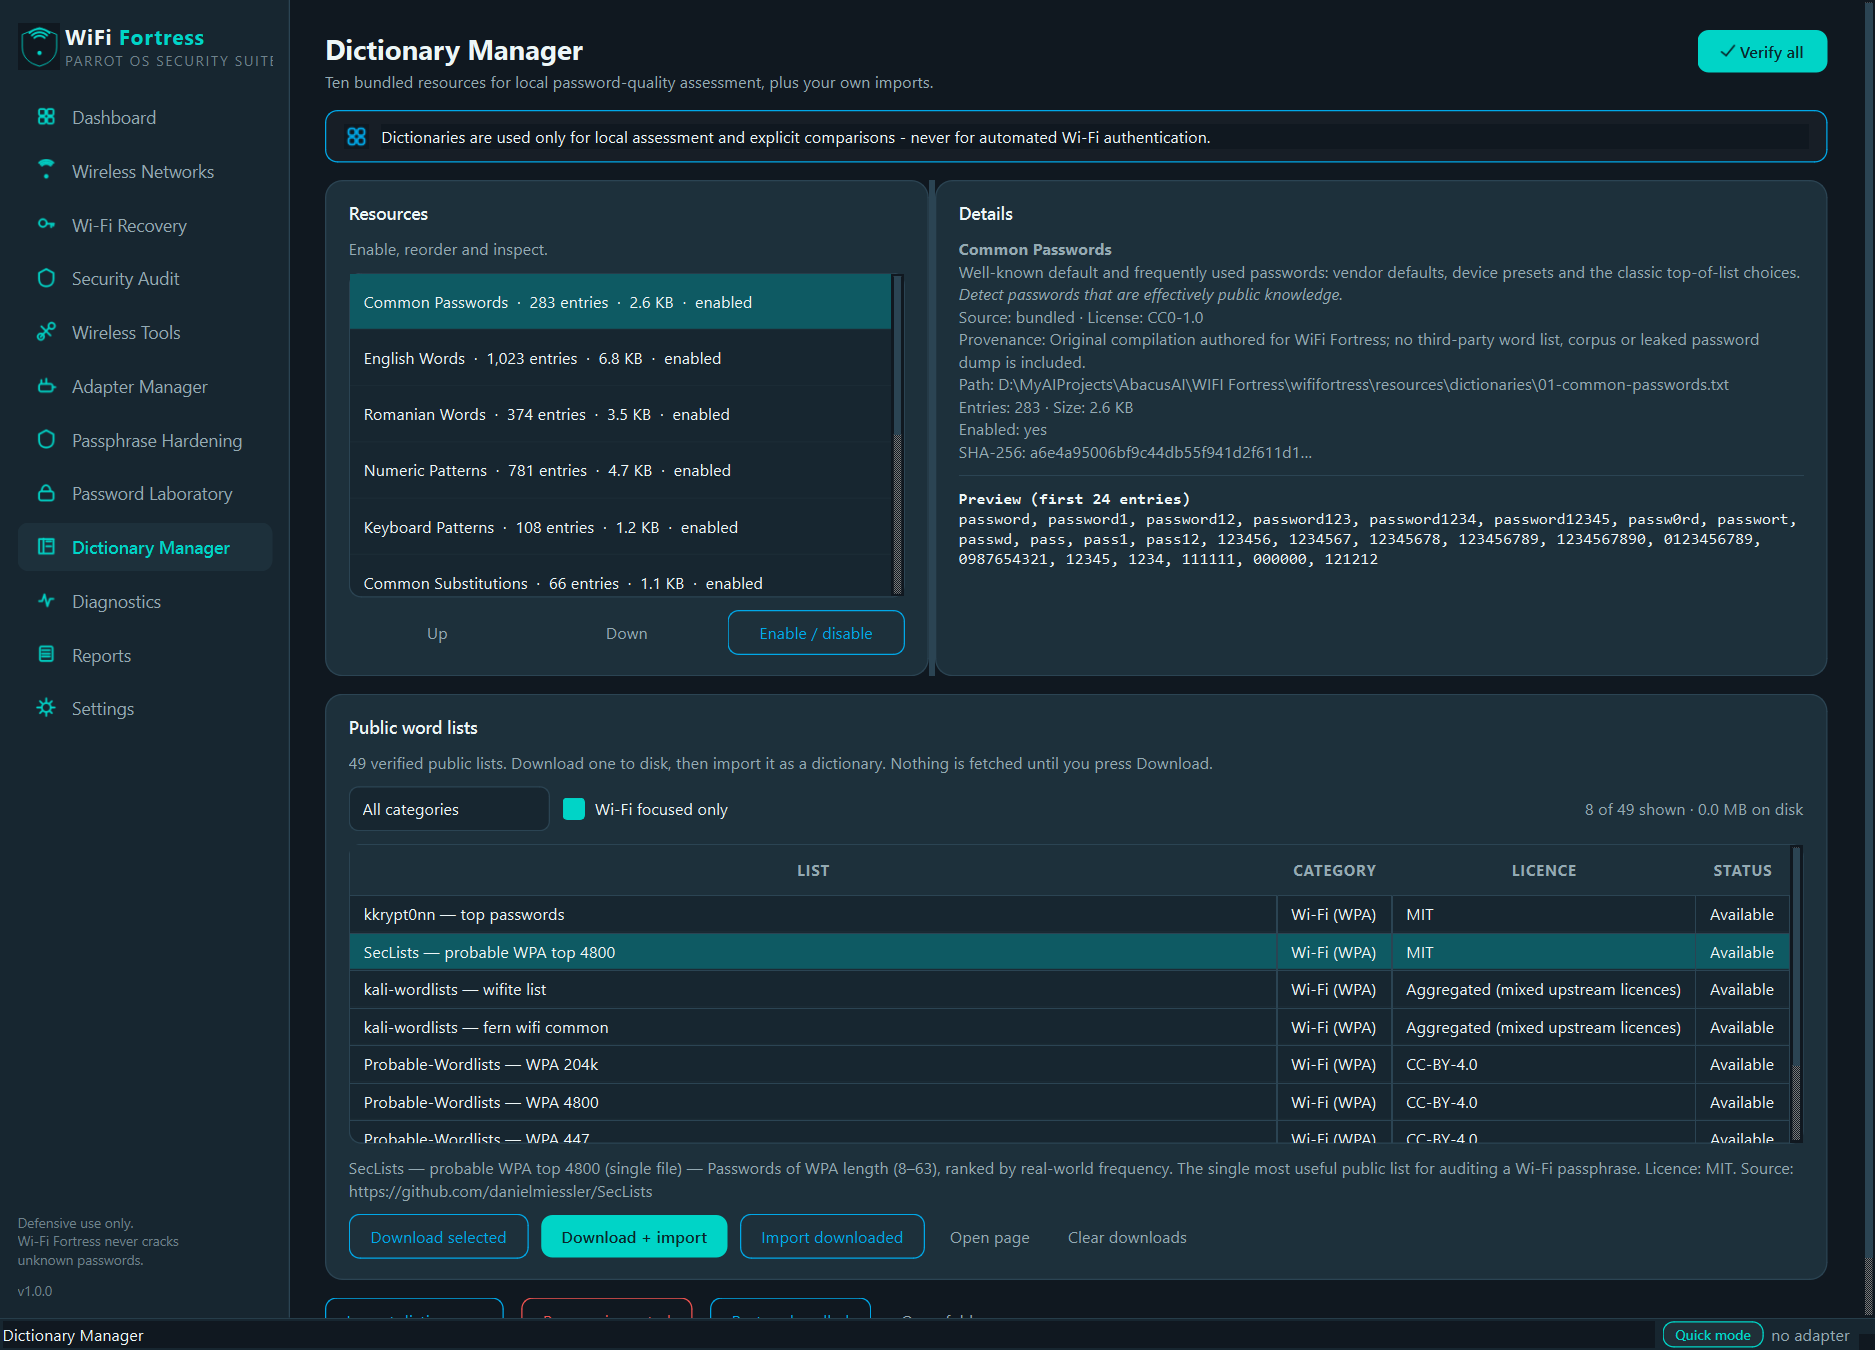 WiFi Fortress
PARROT OS SECURITY SUITE
Dashboard
Wireless Networks
Wi-Fi Recovery
Security Audit
Wireless Tools
Adapter Manager
Passphrase Hardening
Password Laboratory
Dictionary Manager
Diagnostics
Reports
Settings
Defensive use only.
Wi-Fi Fortress never cracks
unknown passwords.
v1.0.0
Dictionary Manager
Ten bundled resources for local password-quality assessment, plus your own imports.
✓ Verify all
Dictionaries are used only for local assessment and explicit comparisons - never for automated Wi-Fi authentication.
Resources
Enable, reorder and inspect.
Common Passwords · 283 entries · 2.6 KB · enabled
English Words · 1,023 entries · 6.8 KB · enabled
Romanian Words · 374 entries · 3.5 KB · enabled
Numeric Patterns · 781 entries · 4.7 KB · enabled
Keyboard Patterns · 108 entries · 1.2 KB · enabled
Common Substitutions · 66 entries · 1.1 KB · enabled
Up Down Enable / disable
Details
Common Passwords
Well-known default and frequently used passwords: vendor defaults, device presets and the classic top-of-list choices.
Detect passwords that are effectively public knowledge.
Source: bundled · License: CC0-1.0
Provenance: Original compilation authored for WiFi Fortress; no third-party word list, corpus or leaked password
dump is included.
Path: D:\MyAIProjects\AbacusAI\WIFI Fortress\wififortress\resources\dictionaries\01-common-passwords.txt
Entries: 283 · Size: 2.6 KB
Enabled: yes
SHA-256: a6e4a95006bf9c44db55f941d2f611d1...
Preview (first 24 entries)
password, password1, password12, password123, password1234, password12345, passw0rd, passwort,
passwd, pass, pass1, pass12, 123456, 1234567, 12345678, 123456789, 1234567890, 0123456789,
0987654321, 12345, 1234, 111111, 000000, 121212
Public word lists
49 verified public lists. Download one to disk, then import it as a dictionary. Nothing is fetched until you press Download.
All categories Wi-Fi focused only 8 of 49 shown · 0.0 MB on disk
LIST CATEGORY LICENCE STATUS
kkrypt0nn — top passwords Wi-Fi (WPA) MIT Available
SecLists — probable WPA top 4800 Wi-Fi (WPA) MIT Available
kali-wordlists — wifite list Wi-Fi (WPA) Aggregated (mixed upstream licences) Available
kali-wordlists — fern wifi common Wi-Fi (WPA) Aggregated (mixed upstream licences) Available
Probable-Wordlists — WPA 204k Wi-Fi (WPA) CC-BY-4.0 Available
Probable-Wordlists — WPA 4800 Wi-Fi (WPA) CC-BY-4.0 Available
Probable-Wordlists — WPA 447 Wi-Fi (WPA) CC-BY-4.0 Available
SecLists — probable WPA top 4800 (single file) — Passwords of WPA length (8–63), ranked by real-world frequency. The single most useful public list for auditing a Wi-Fi passphrase. Licence: MIT. Source:
https://github.com/danielmiessler/SecLists
Download selected Download + import Import downloaded Open page Clear downloads
Dictionary Manager
Quick mode no adapter